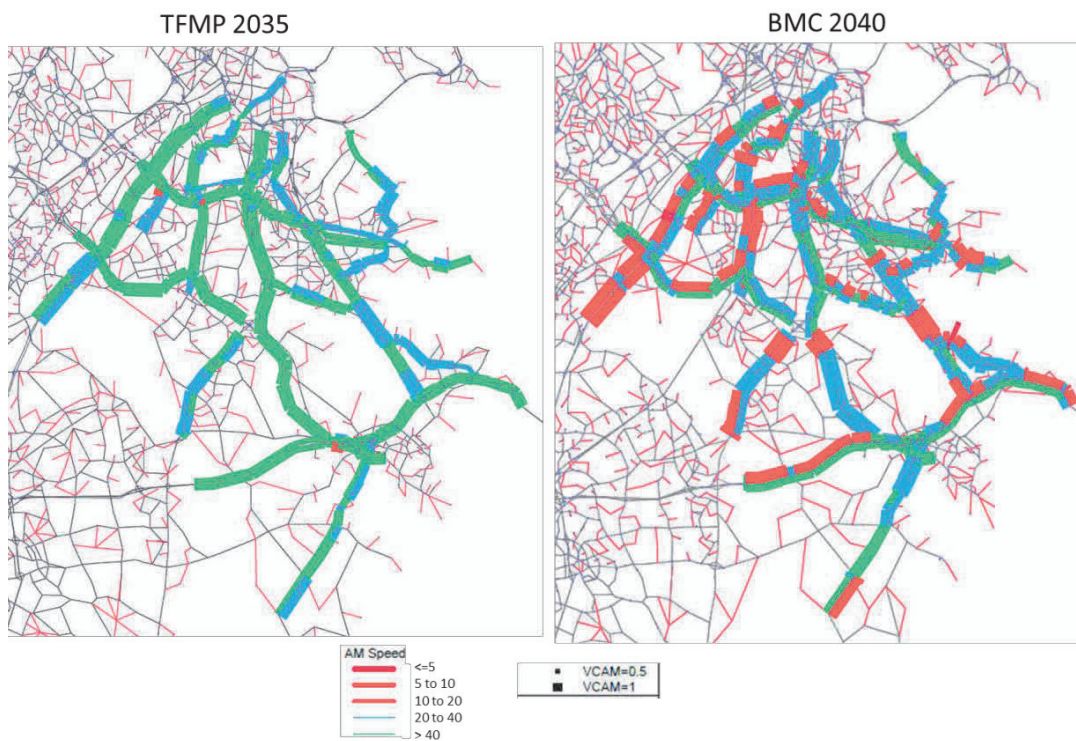 TFMP 2035
BMC 2040
AM Speed
<=5
5 to 10
10 to 20
20 to 40
> 40
VCAM=0.5
VCAM=1